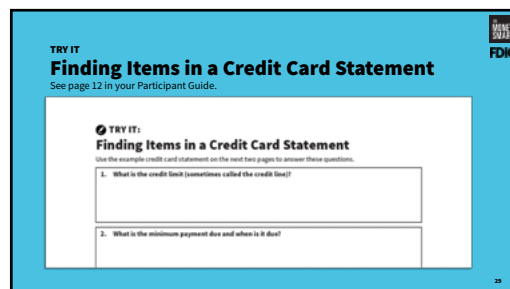 MONEY
SMART
FDIC
TRY IT
Finding Items in a Credit Card Statement
See page 12 in your Participant Guide.
TRY IT:
Finding Items in a Credit Card Statement
Use the example credit card statement on the next two pages to answer these questions.
1. What is the credit limit (sometimes called the credit line)?
2. What is the minimum payment due and when is it due?
29